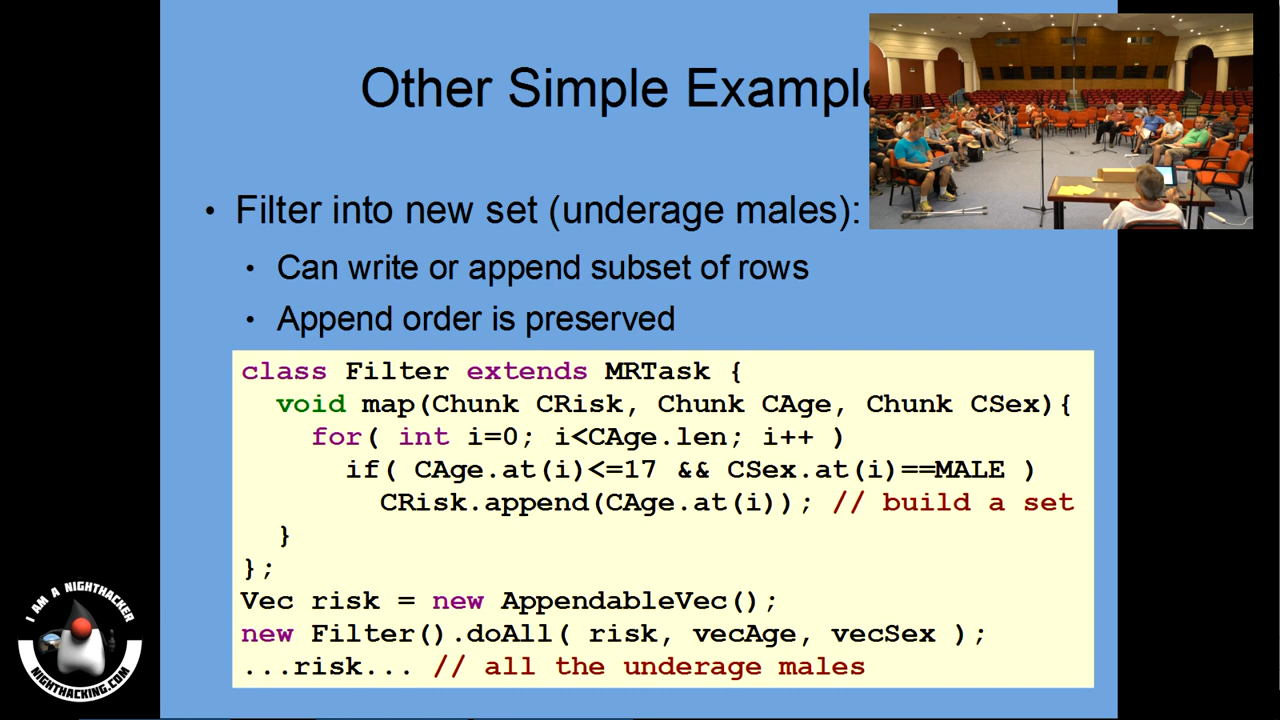 Other Simple Example
• Filter into new set (underage males):
• Can write or append subset of rows
• Append order is preserved
class Filter extends MRTask {
  void map(Chunk CRisk, Chunk CAge, Chunk CSex){
    for( int i=0; i<CAge.len; i++ )
      if( CAge.at(i)<=17 && CSex.at(i)==MALE )
        CRisk.append(CAge.at(i)); // build a set
  }
};
Vec risk = new AppendableVec();
new Filter().doAll( risk, vecAge, vecSex );
...risk... // all the underage males
I AM A NIGHTHACKER
NIGHTHACKING.COM